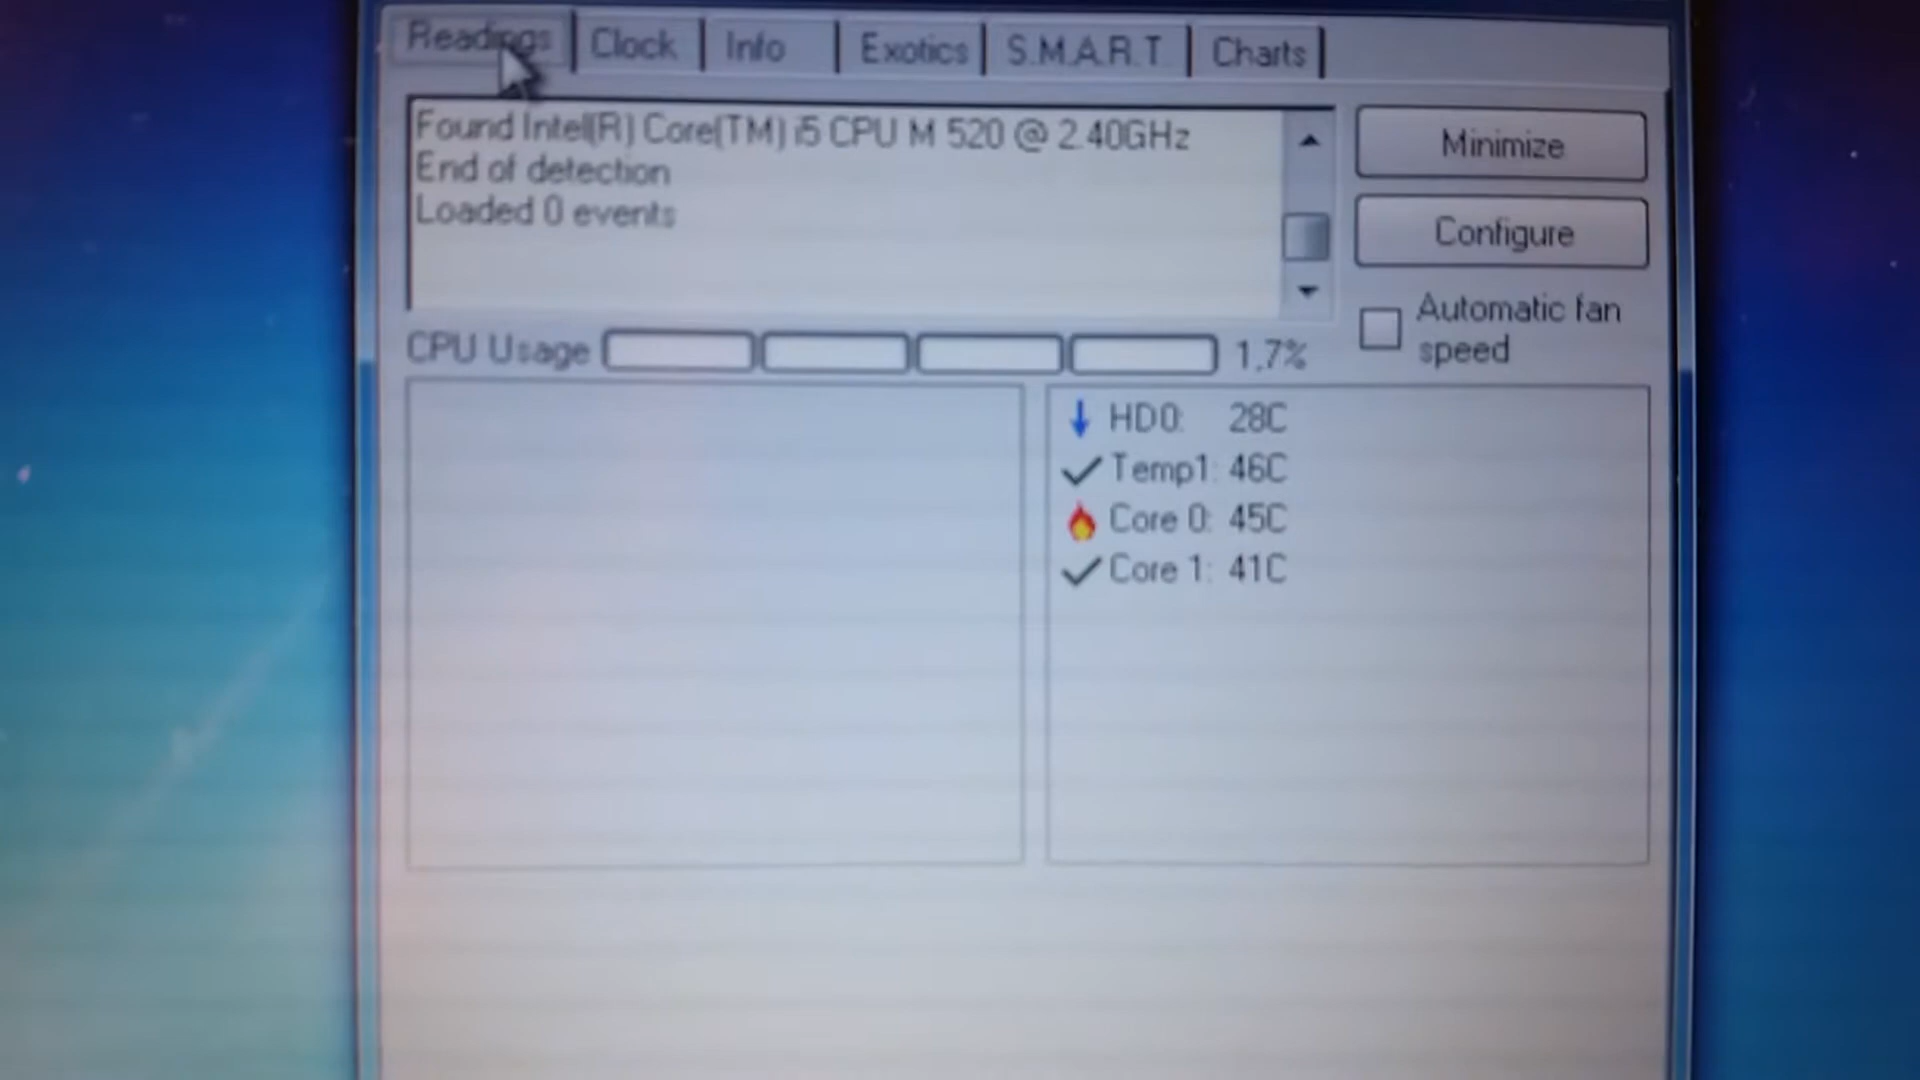 Readings Clock Info Exotics S.M.A.R.T Charts
Found Intel(R) Core(TM) i5 CPU M 520 @ 2.40GHz
End of detection
Loaded 0 events
Minimize
Configure
Automatic fan
speed
CPU Usage 1.7%
HD0: 28C
Temp1: 46C
Core 0: 45C
Core 1: 41C